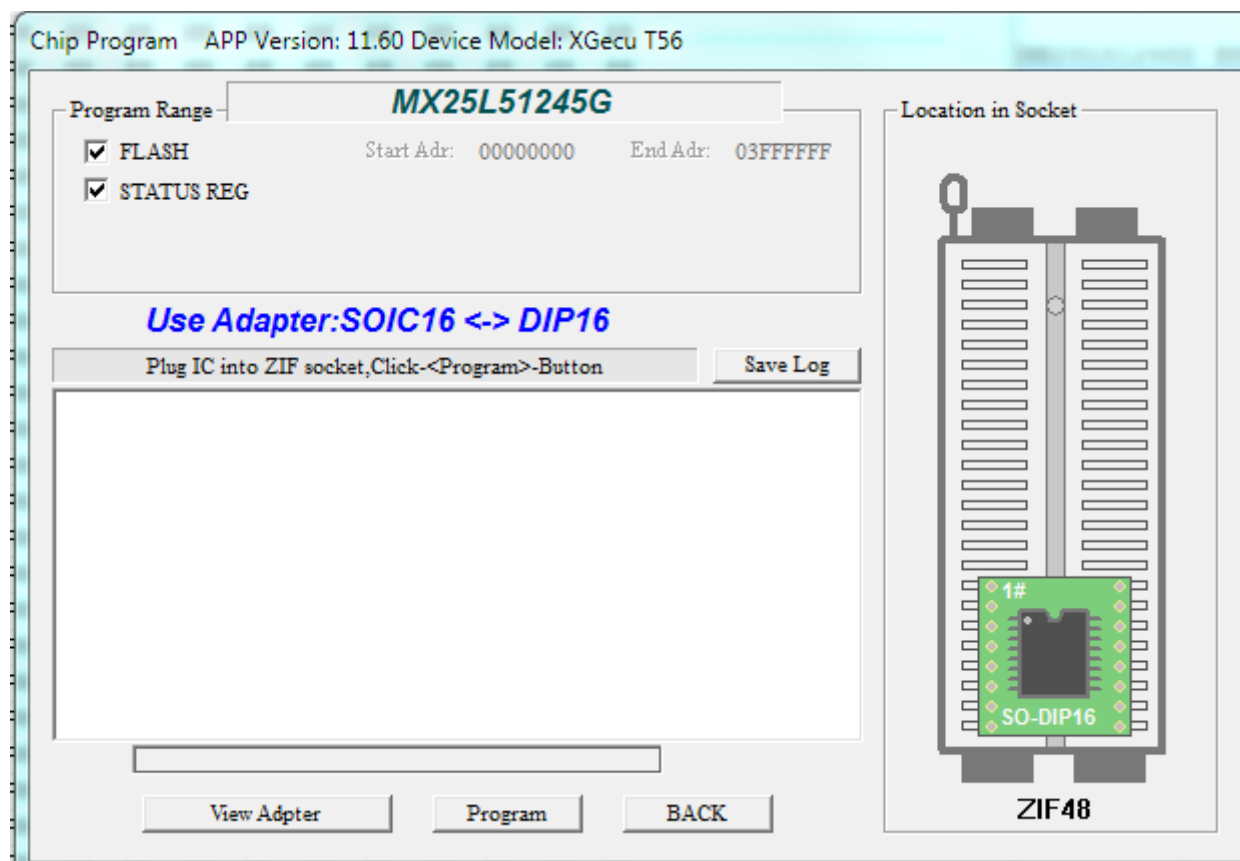 Chip Program APP Version: 11.60 Device Model: XGecu T56
Program Range
MX25L51245G
FLASH Start Adr: 00000000 End Adr: 03FFFFFF
STATUS REG
Use Adapter:SOIC16 <-> DIP16
Plug IC into ZIF socket,Click-<Program>-Button
Save Log
View Adpter
Program
BACK
Location in Socket
1#
SO-DIP16
ZIF48